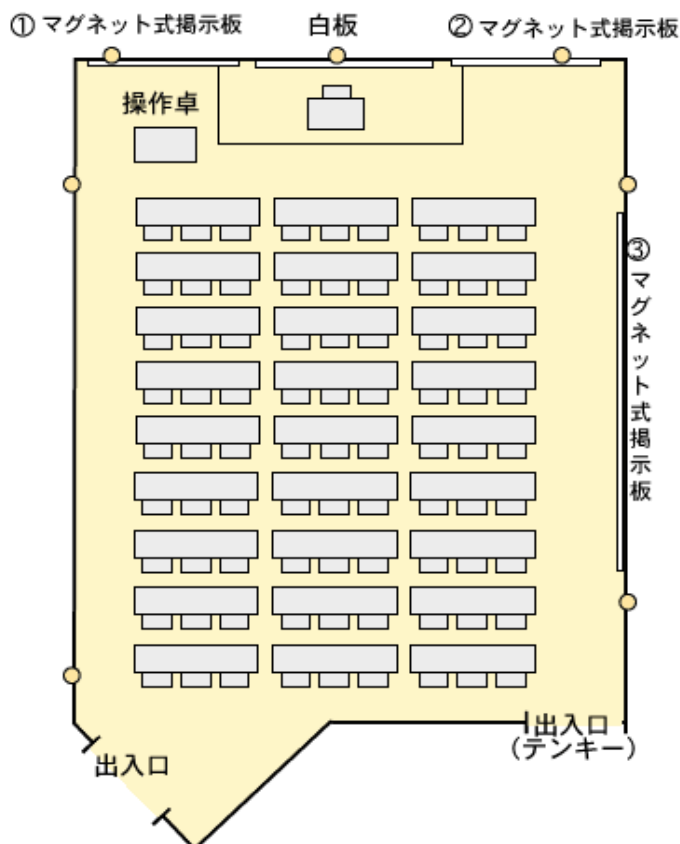 ① マグネット式掲示板
白板
② マグネット式掲示板
操作卓
③マグネット式掲示板
出入口
出入口
(テンキー)